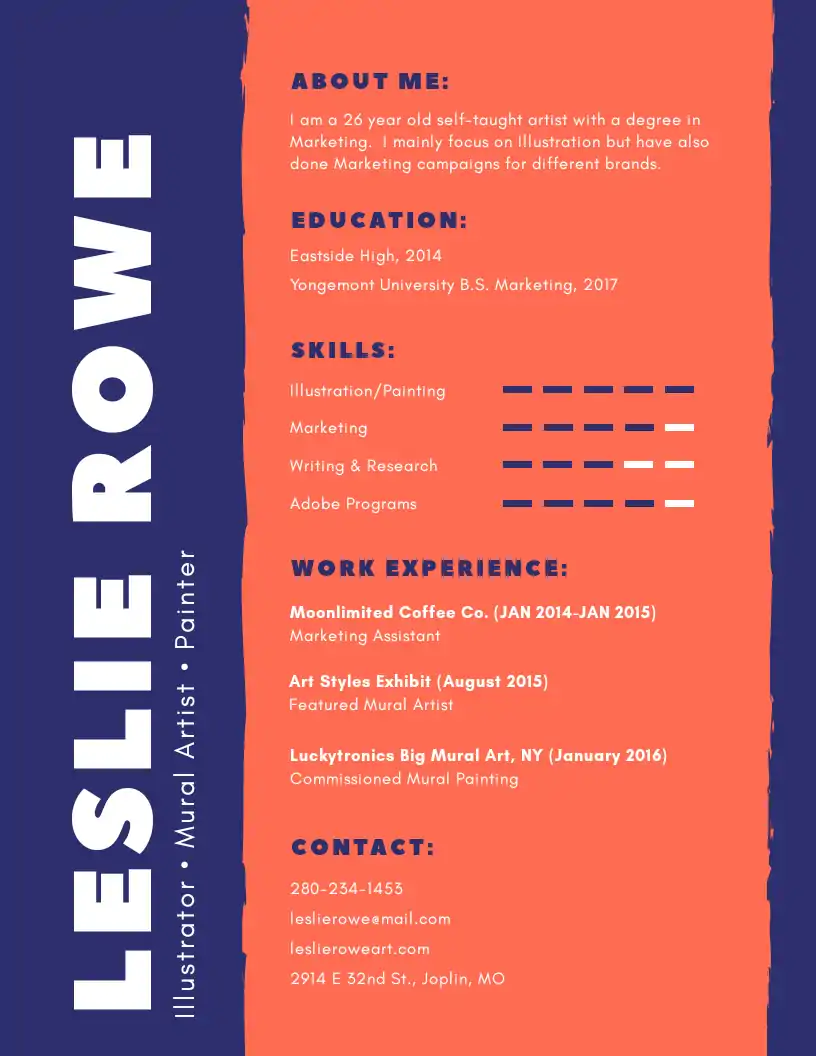 LESLIE ROWE
Illustrator • Mural Artist • Painter
ABOUT ME:
I am a 26 year old self-taught artist with a degree in
Marketing.  I mainly focus on Illustration but have also
done Marketing campaigns for different brands.
EDUCATION:
Eastside High, 2014
Yongemont University B.S. Marketing, 2017
SKILLS:
Illustration/Painting
Marketing
Writing & Research
Adobe Programs
WORK EXPERIENCE:
Moonlimited Coffee Co. (JAN 2014-JAN 2015)
Marketing Assistant
Art Styles Exhibit (August 2015)
Featured Mural Artist
Luckytronics Big Mural Art, NY (January 2016)
Commissioned Mural Painting
CONTACT:
280-234-1453
leslierowe@mail.com
leslieroweart.com
2914 E 32nd St., Joplin, MO